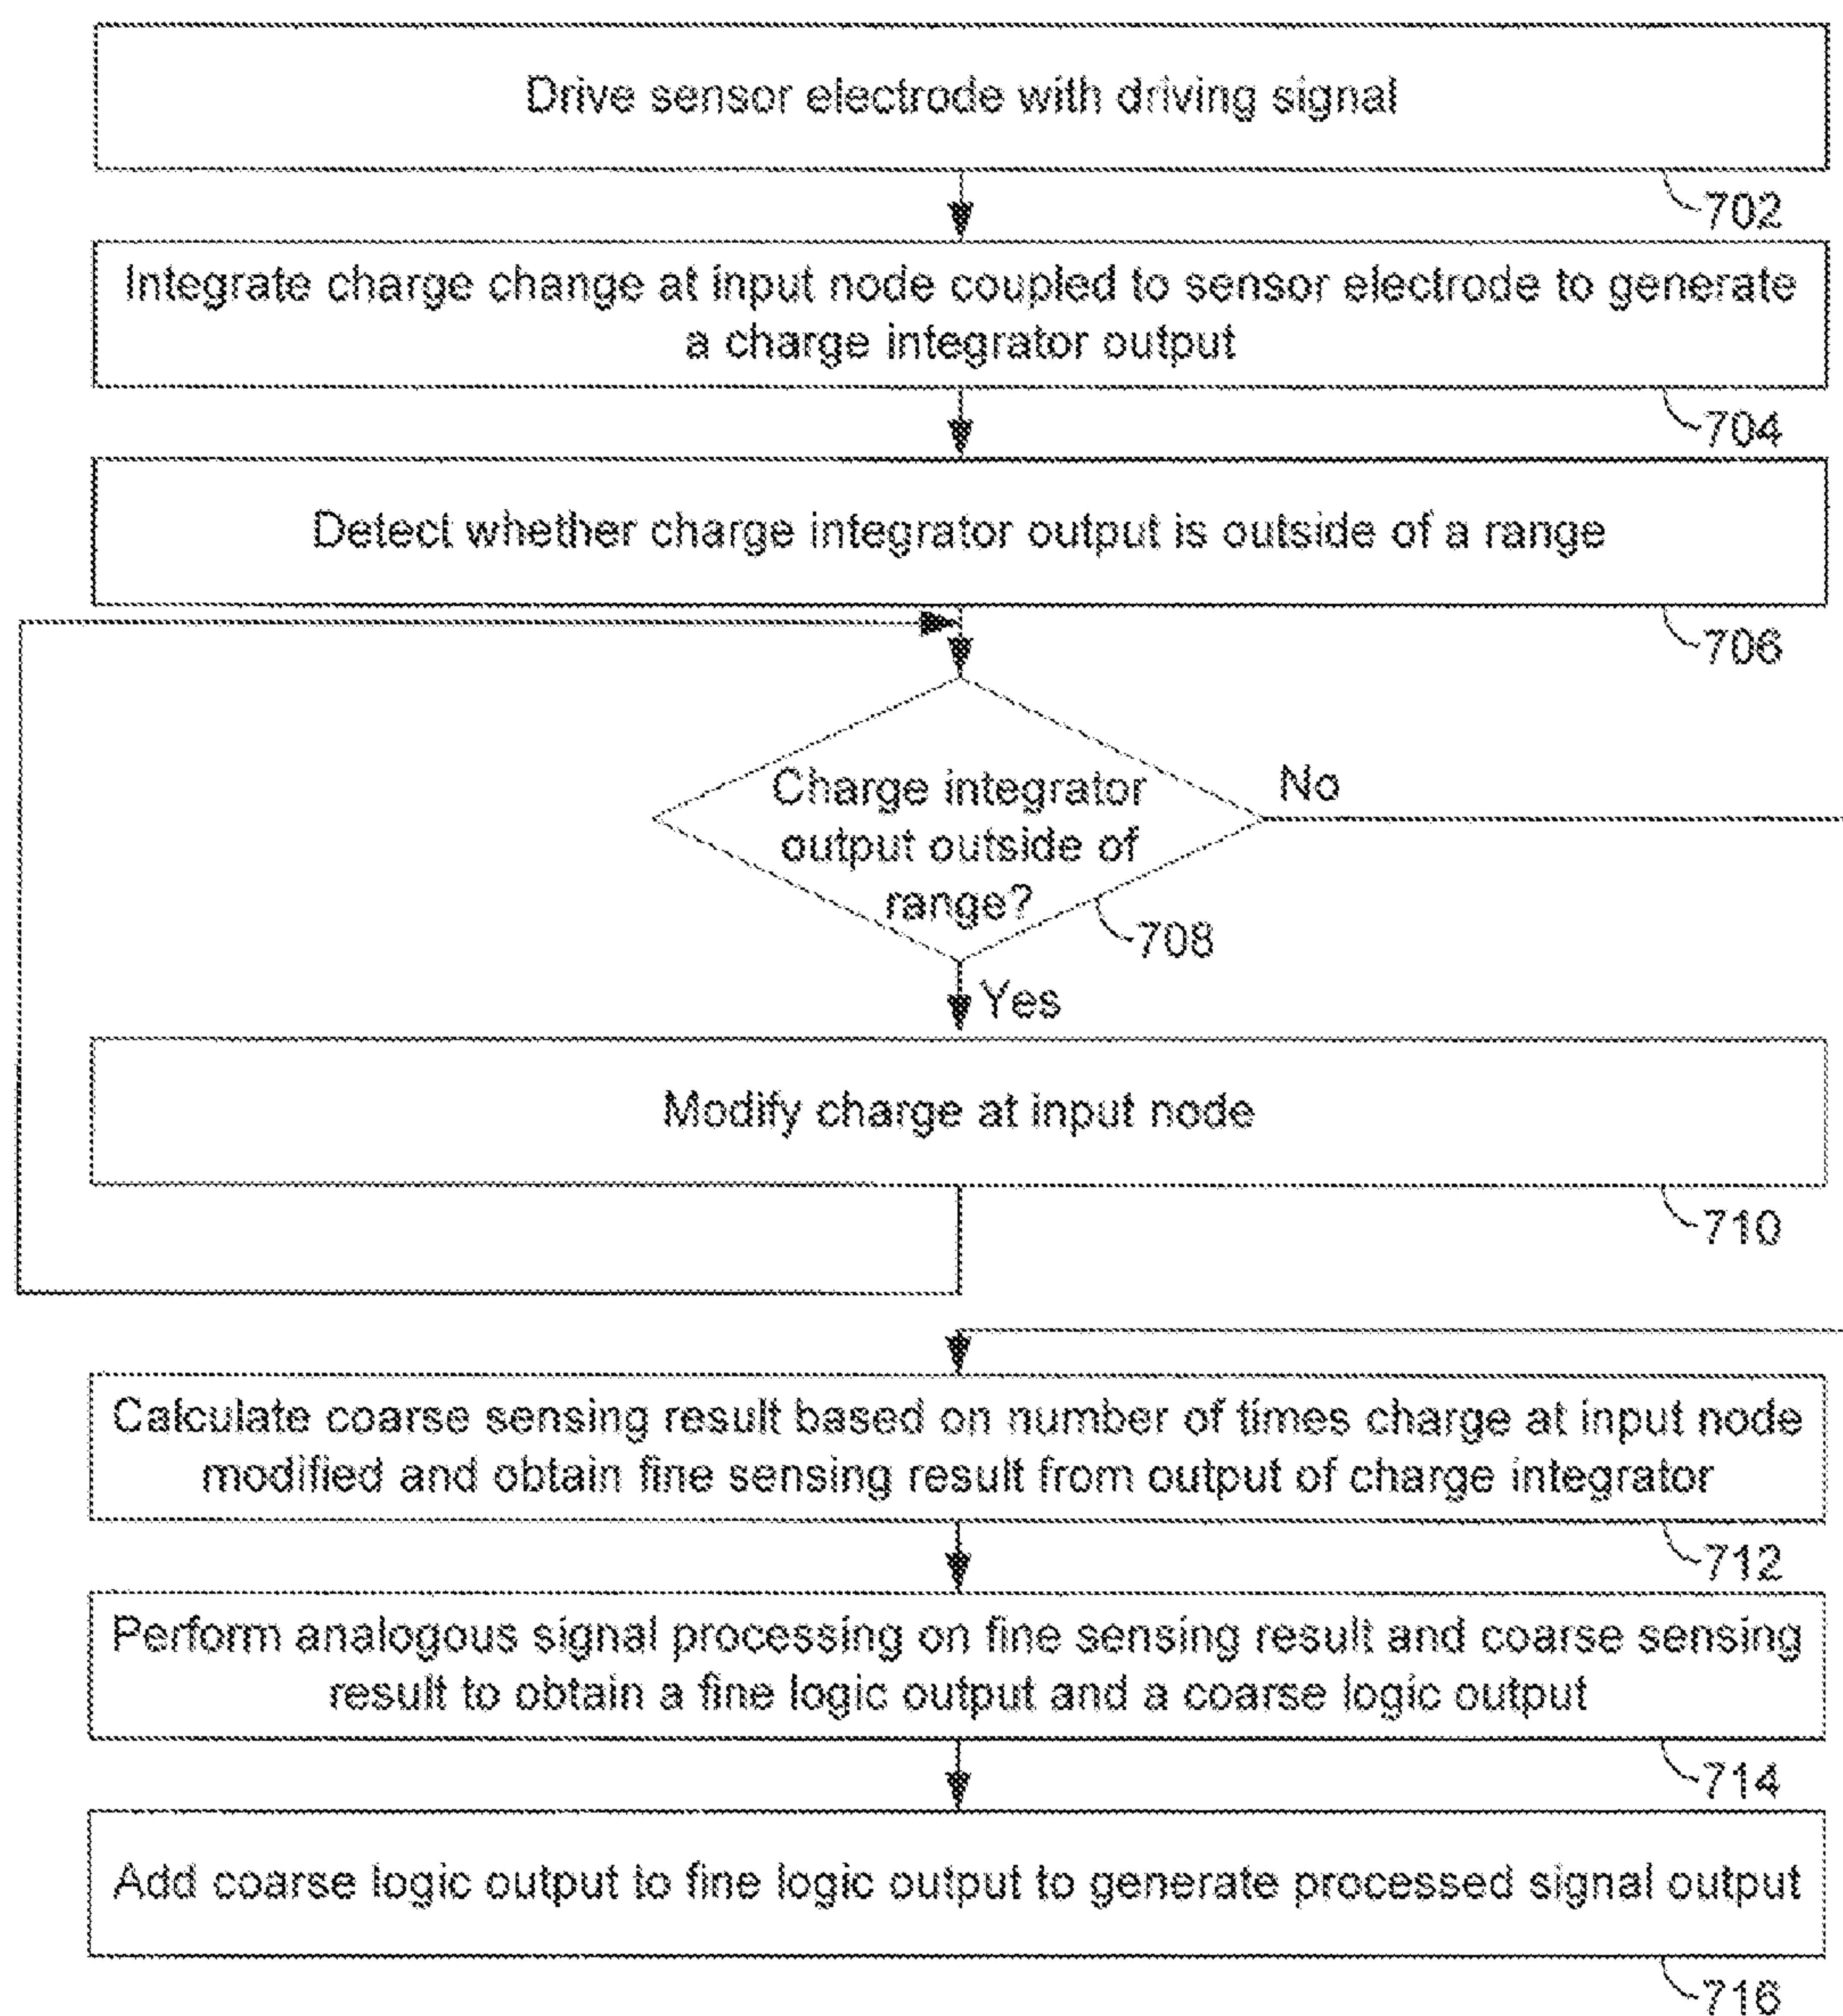 Drive sensor electrode with driving signal
702
Integrate charge change at input node coupled to sensor electrode to generate
a charge integrator output
704
Detect whether charge integrator output is outside of a range
706
Charge integrator
output outside of
range?
No
708
Yes
Modify charge at input node
710
Calculate coarse sensing result based on number of times charge at input node
modified and obtain fine sensing result from output of charge integrator
712
Perform analogous signal processing on fine sensing result and coarse sensing
result to obtain a fine logic output and a coarse logic output
714
Add coarse logic output to fine logic output to generate processed signal output
716